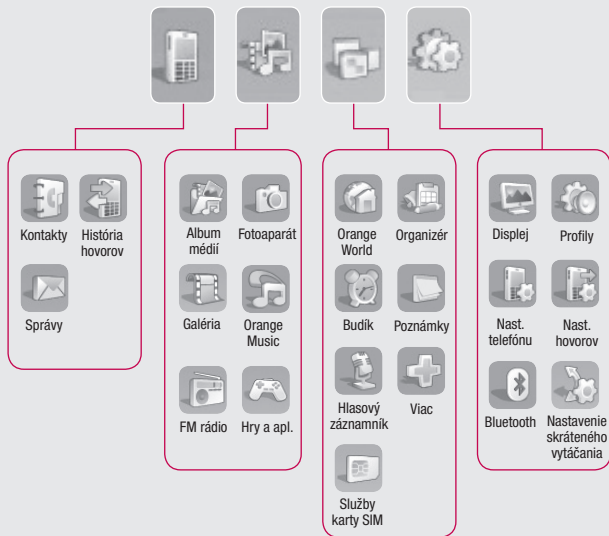 Kontakty
História
hovorov
Správy
Album
médií
Fotoaparát
Galéria
Orange
Music
FM rádio
Hry a apl.
Orange
World
Organizér
Budík
Poznámky
Hlasový
záznamník
Viac
Služby
karty SIM
Displej
Profily
Nast.
telefónu
Nast.
hovorov
Bluetooth
Nastavenie
skráteného
vytáčania